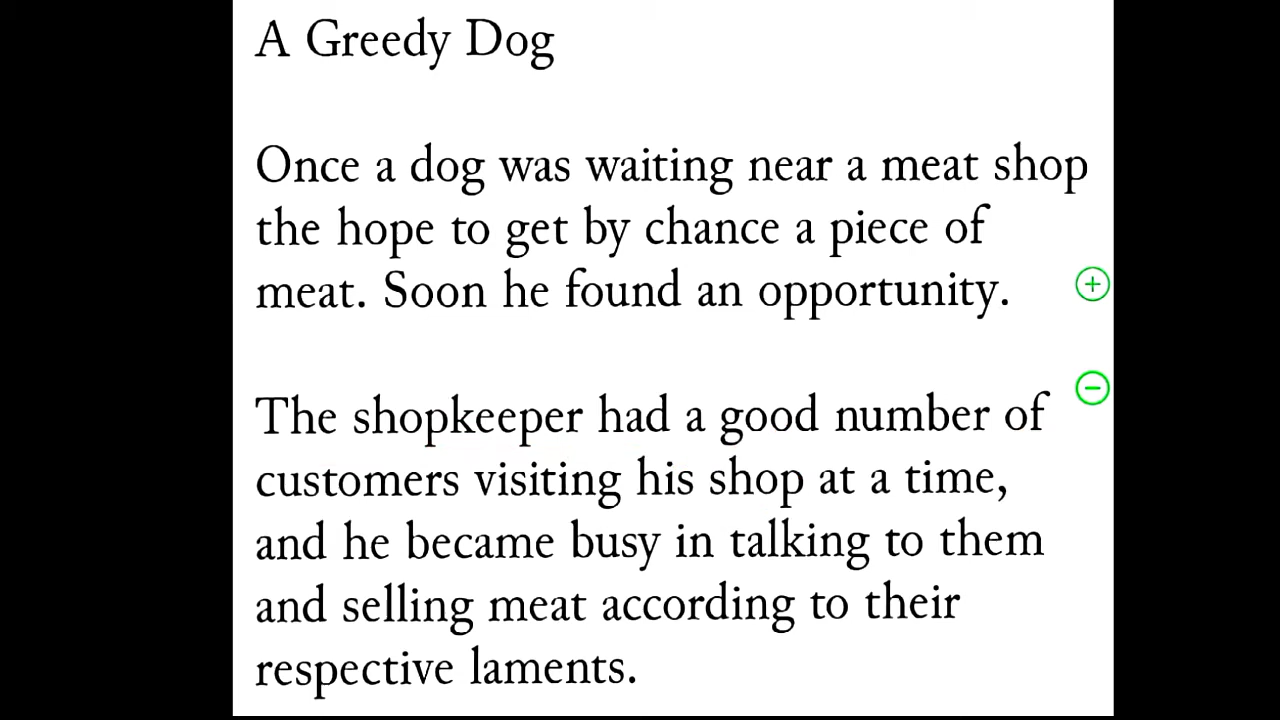 A Greedy Dog
Once a dog was waiting near a meat shop
the hope to get by chance a piece of
meat. Soon he found an opportunity.
The shopkeeper had a good number of
customers visiting his shop at a time,
and he became busy in talking to them
and selling meat according to their
respective laments.